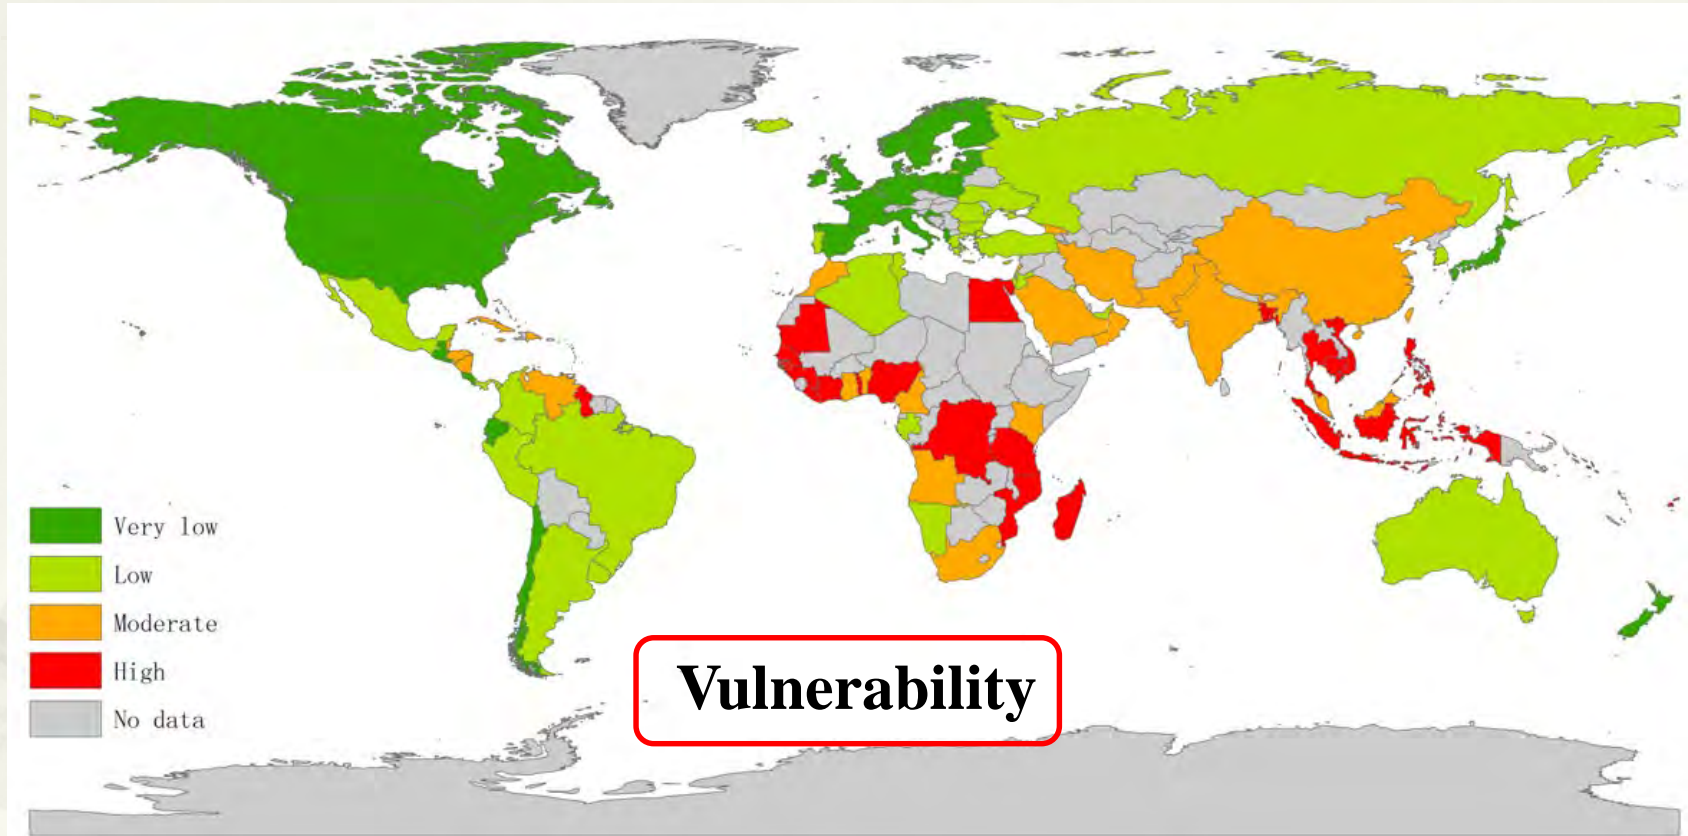 Very low
Low
Moderate
High
No data
Vulnerability